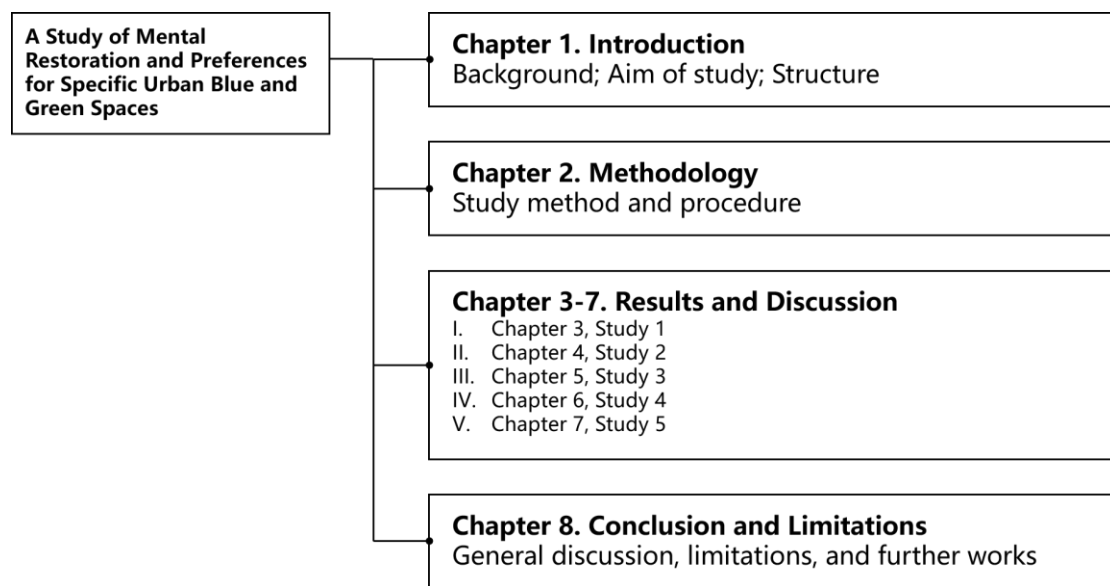 A Study of Mental
Restoration and Preferences
for Specific Urban Blue and
Green Spaces
Chapter 1. Introduction
Background; Aim of study; Structure
Chapter 2. Methodology
Study method and procedure
Chapter 3-7. Results and Discussion
I. Chapter 3, Study 1
II. Chapter 4, Study 2
III. Chapter 5, Study 3
IV. Chapter 6, Study 4
V. Chapter 7, Study 5
Chapter 8. Conclusion and Limitations
General discussion, limitations, and further works